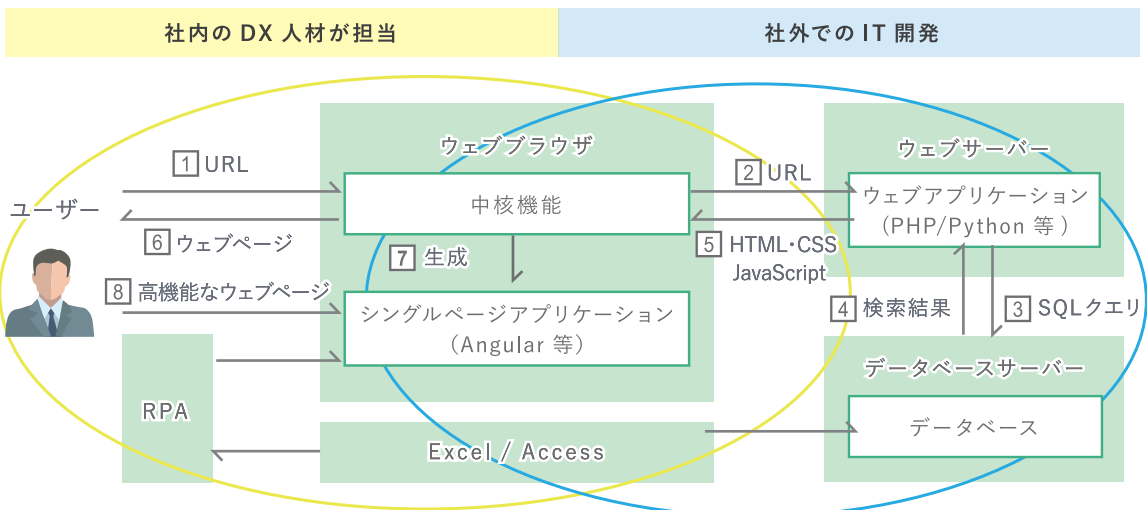 社内のDX人材が担当
社外でのIT開発
ウェブブラウザ
ウェブサーバー
1 URL
2 URL
中核機能
ウェブアプリケーション
(PHP/Python 等 )
ユーザー
6 ウェブページ
7 生成
5 HTML・CSS
JavaScript
8 高機能なウェブページ
4 検索結果
3 SQLクエリ
シングルページアプリケーション
(Angular 等)
データベースサーバー
RPA
データベース
Excel / Access